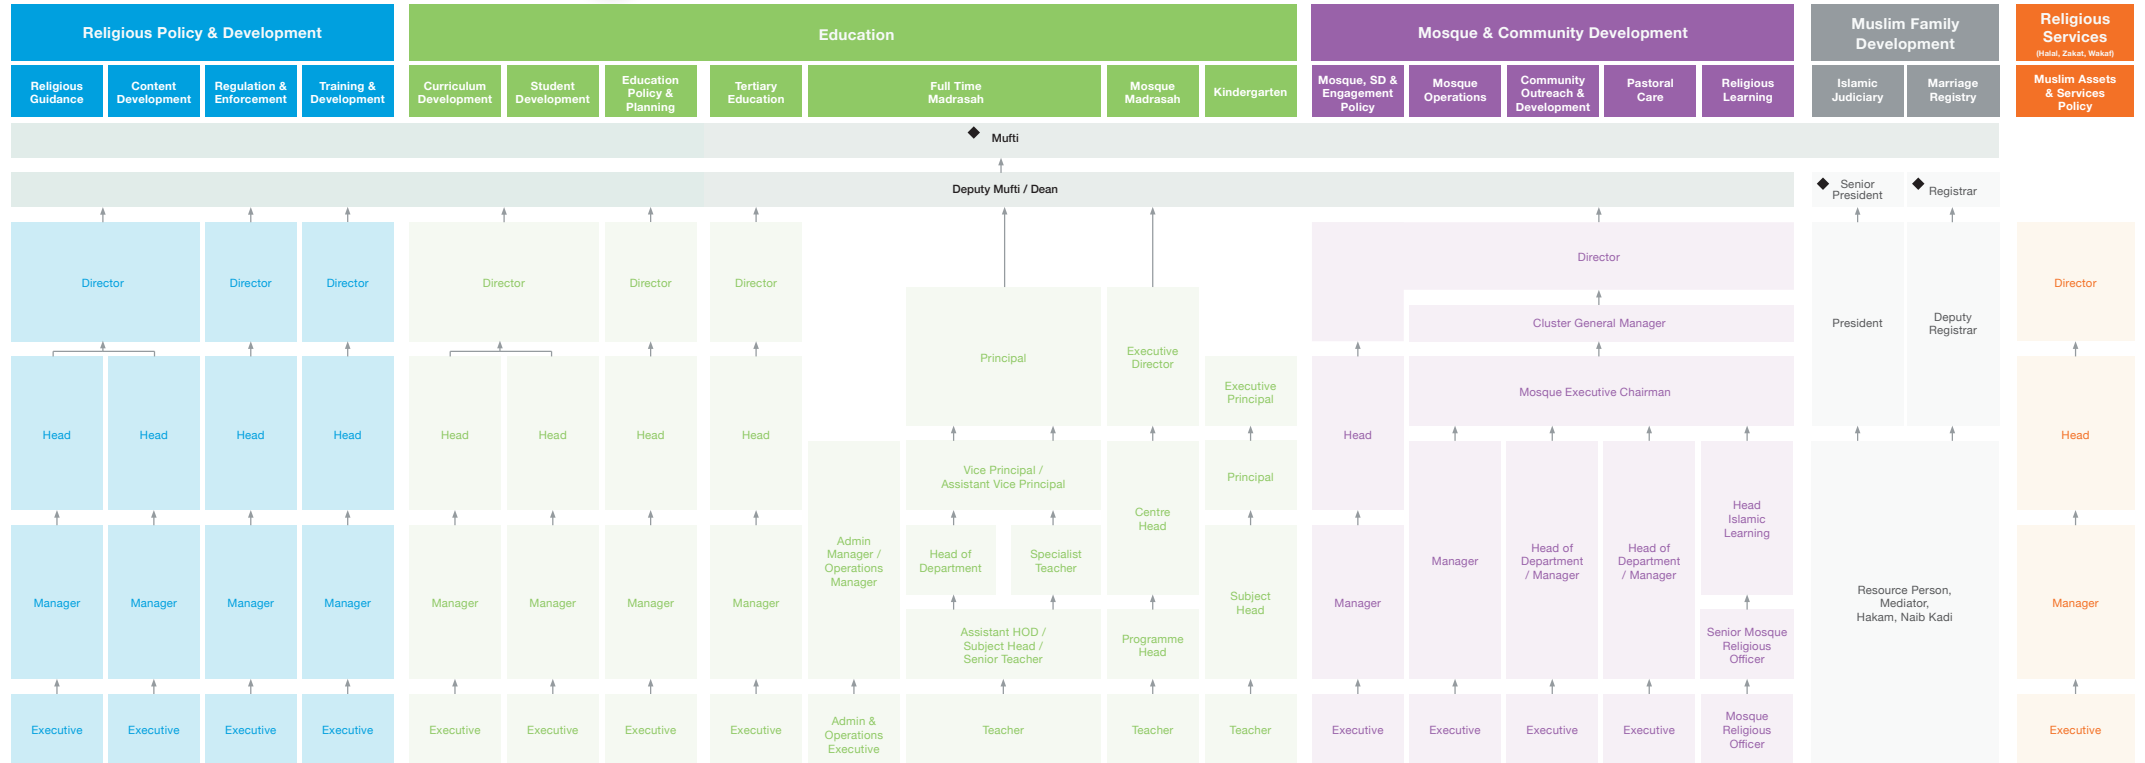 Religious Policy & Development
Education
Mosque & Community Development
Muslim Family
Development
Religious
Services
(Halal, Zakat, Wakaf)
Religious
Guidance
Content
Development
Regulation &
Enforcement
Training &
Development
Curriculum
Development
Student
Development
Education
Policy &
Planning
Tertiary
Education
Full Time
Madrasah
Mosque
Madrasah
Kindergarten
Mosque, SD &
Engagement
Policy
Mosque
Operations
Community
Outreach &
Development
Pastoral
Care
Religious
Learning
Islamic
Judiciary
Marriage
Registry
Muslim Assets
& Services
Policy
Mufti
Deputy Mufti / Dean
Senior
President
Registrar
Director
Director
Director
Director
Director
Director
Principal
Executive
Director
Executive
Principal
Director
Cluster General Manager
Mosque Executive Chairman
President
Deputy
Registrar
Director
Head
Head
Head
Head
Head
Head
Head
Head
Vice Principal /
Assistant Vice Principal
Centre
Head
Principal
Head
Head
Islamic
Learning
Head
Admin
Manager /
Operations
Manager
Head of
Department
Specialist
Teacher
Manager
Head of
Department
/ Manager
Head of
Department
/ Manager
Manager
Manager
Manager
Manager
Manager
Manager
Manager
Manager
Assistant HOD /
Subject Head /
Senior Teacher
Programme
Head
Subject
Head
Manager
Senior Mosque
Religious
Officer
Resource Person,
Mediator,
Hakam, Naib Kadi
Manager
Executive
Executive
Executive
Executive
Executive
Executive
Executive
Executive
Admin &
Operations
Executive
Teacher
Teacher
Teacher
Executive
Executive
Executive
Executive
Mosque
Religious
Officer
Executive